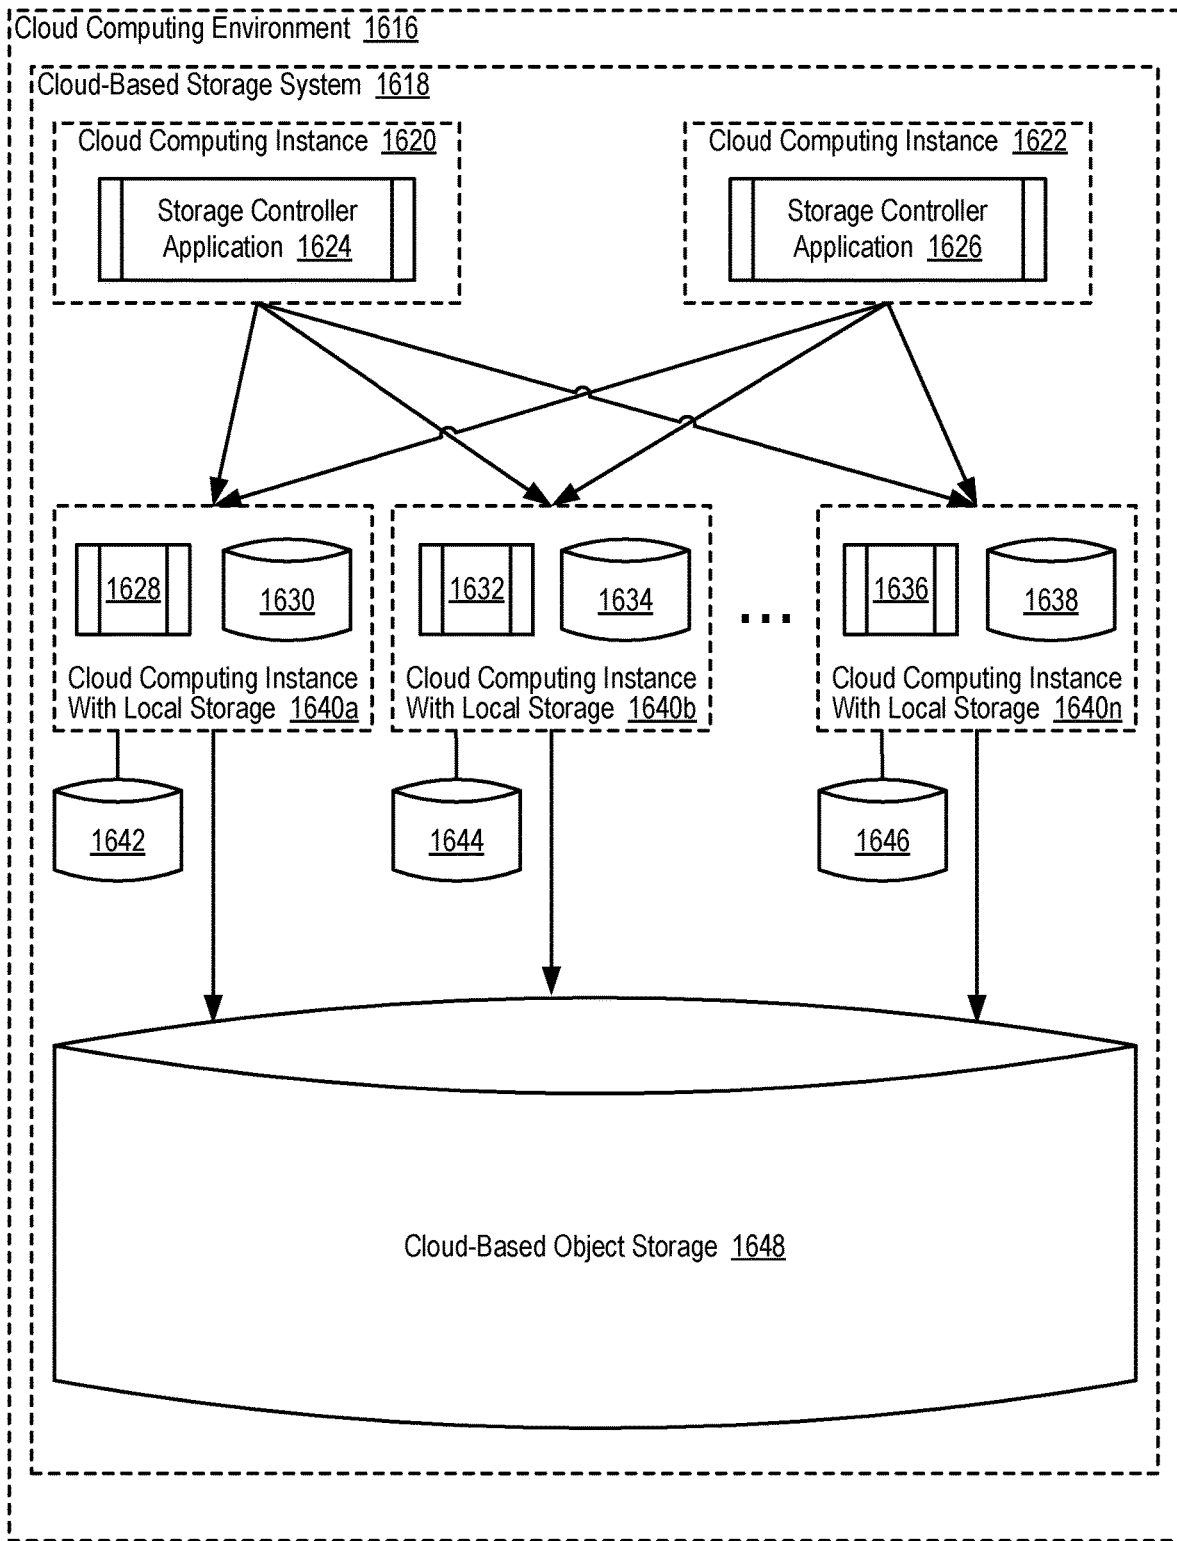 Cloud Computing Environment 1616
Cloud-Based Storage System 1618
Cloud Computing Instance 1620
Storage Controller
Application 1624
Cloud Computing Instance 1622
Storage Controller
Application 1626
1628
1630
Cloud Computing Instance
With Local Storage 1640a
1632
1634
Cloud Computing Instance
With Local Storage 1640b
...
1636
1638
Cloud Computing Instance
With Local Storage 1640n
1642
1644
1646
Cloud-Based Object Storage 1648